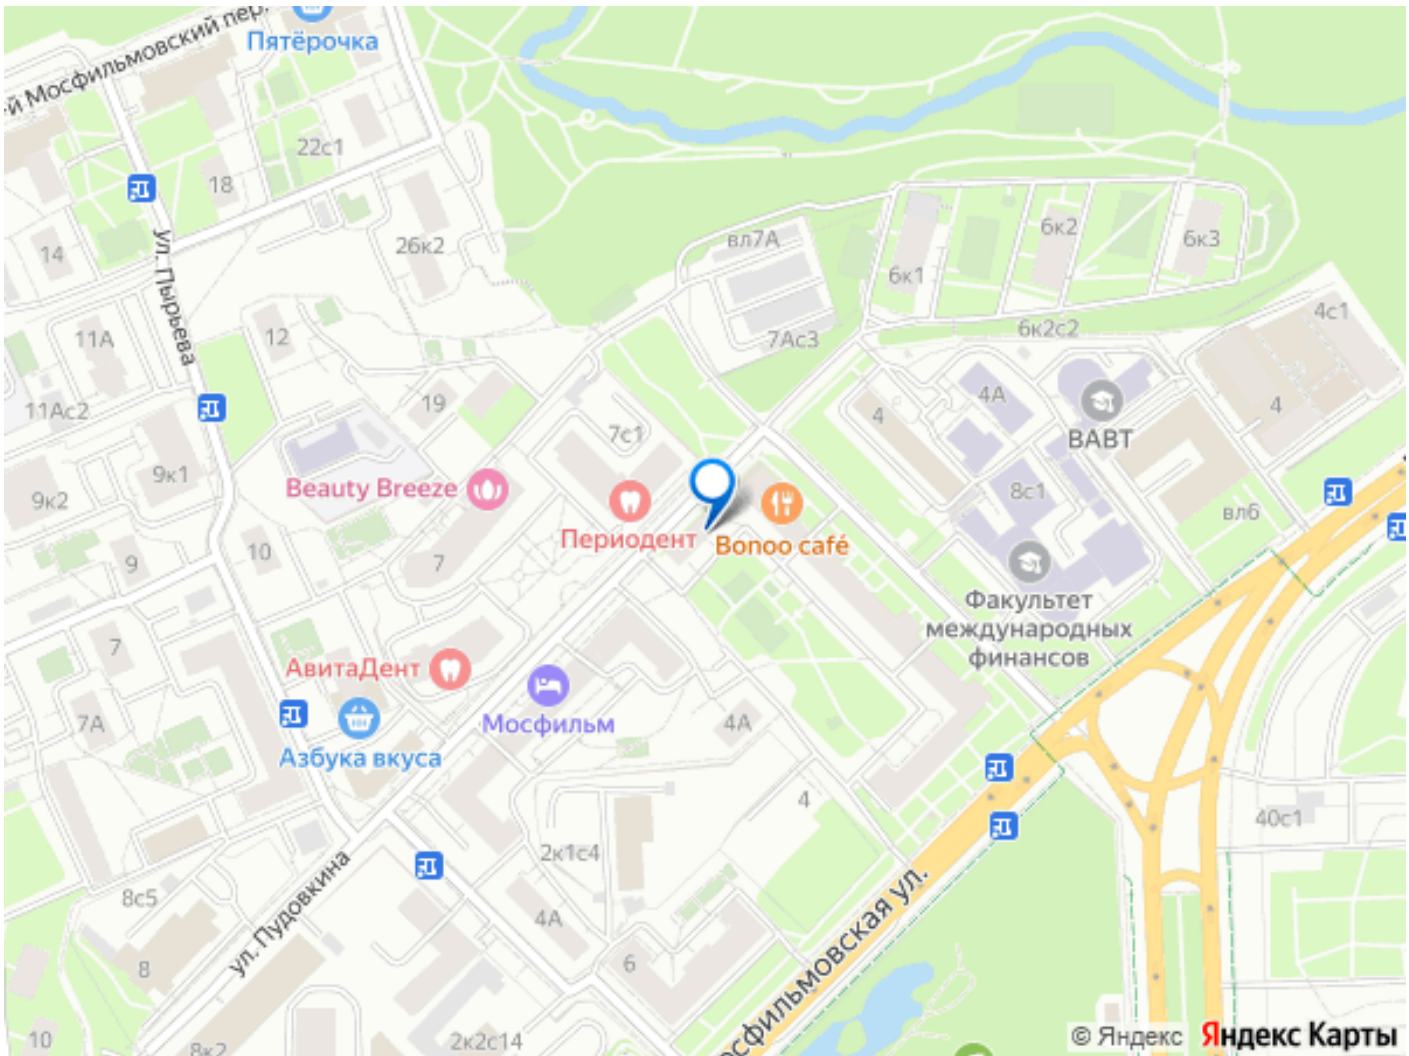 -й Мосфильмовский пер.
Пятёрочка
22с1
18
14
ул. Пырьева
26к2
вл7А
6к1
6к2
6к3
11А
12
7Ас3
6к2с2
4с1
11Ас2
19
7с1
4
4А
ВАВТ
4
9к2
9к1
Beauty Breeze
Периодент
Bonoo café
8с1
вл6
9
10
7
Факультет
международных
финансов
7
АвитаДент
7А
Азбука вкуса
Мосфильм
4А
4
40с1
8с5
ул. Пудовкина
2к1с4
4А
осфильмовская ул.
8
6
10
8к2
2к2с14
© Яндекс Яндекс Карты